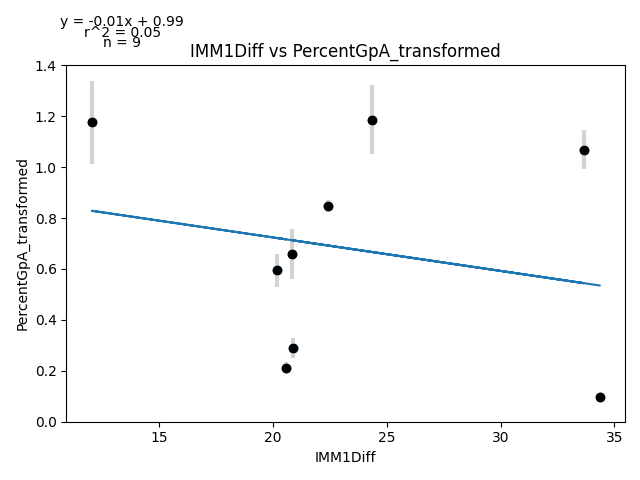 y = -0.01x + 0.99
r^2 = 0.05
n = 9
IMM1Diff vs PercentGpA_transformed
1.4
1.2
1.0
0.8
0.6
0.4
0.2
0.0
PercentGpA_transformed
15
20
25
30
35
IMM1Diff